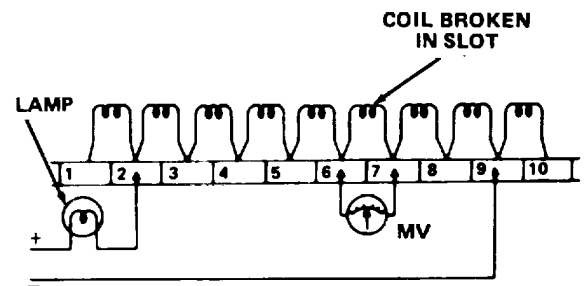 COIL BROKEN
IN SLOT
LAMP
1 2 3 4 5 6 7 8 9 10
MV
+
−